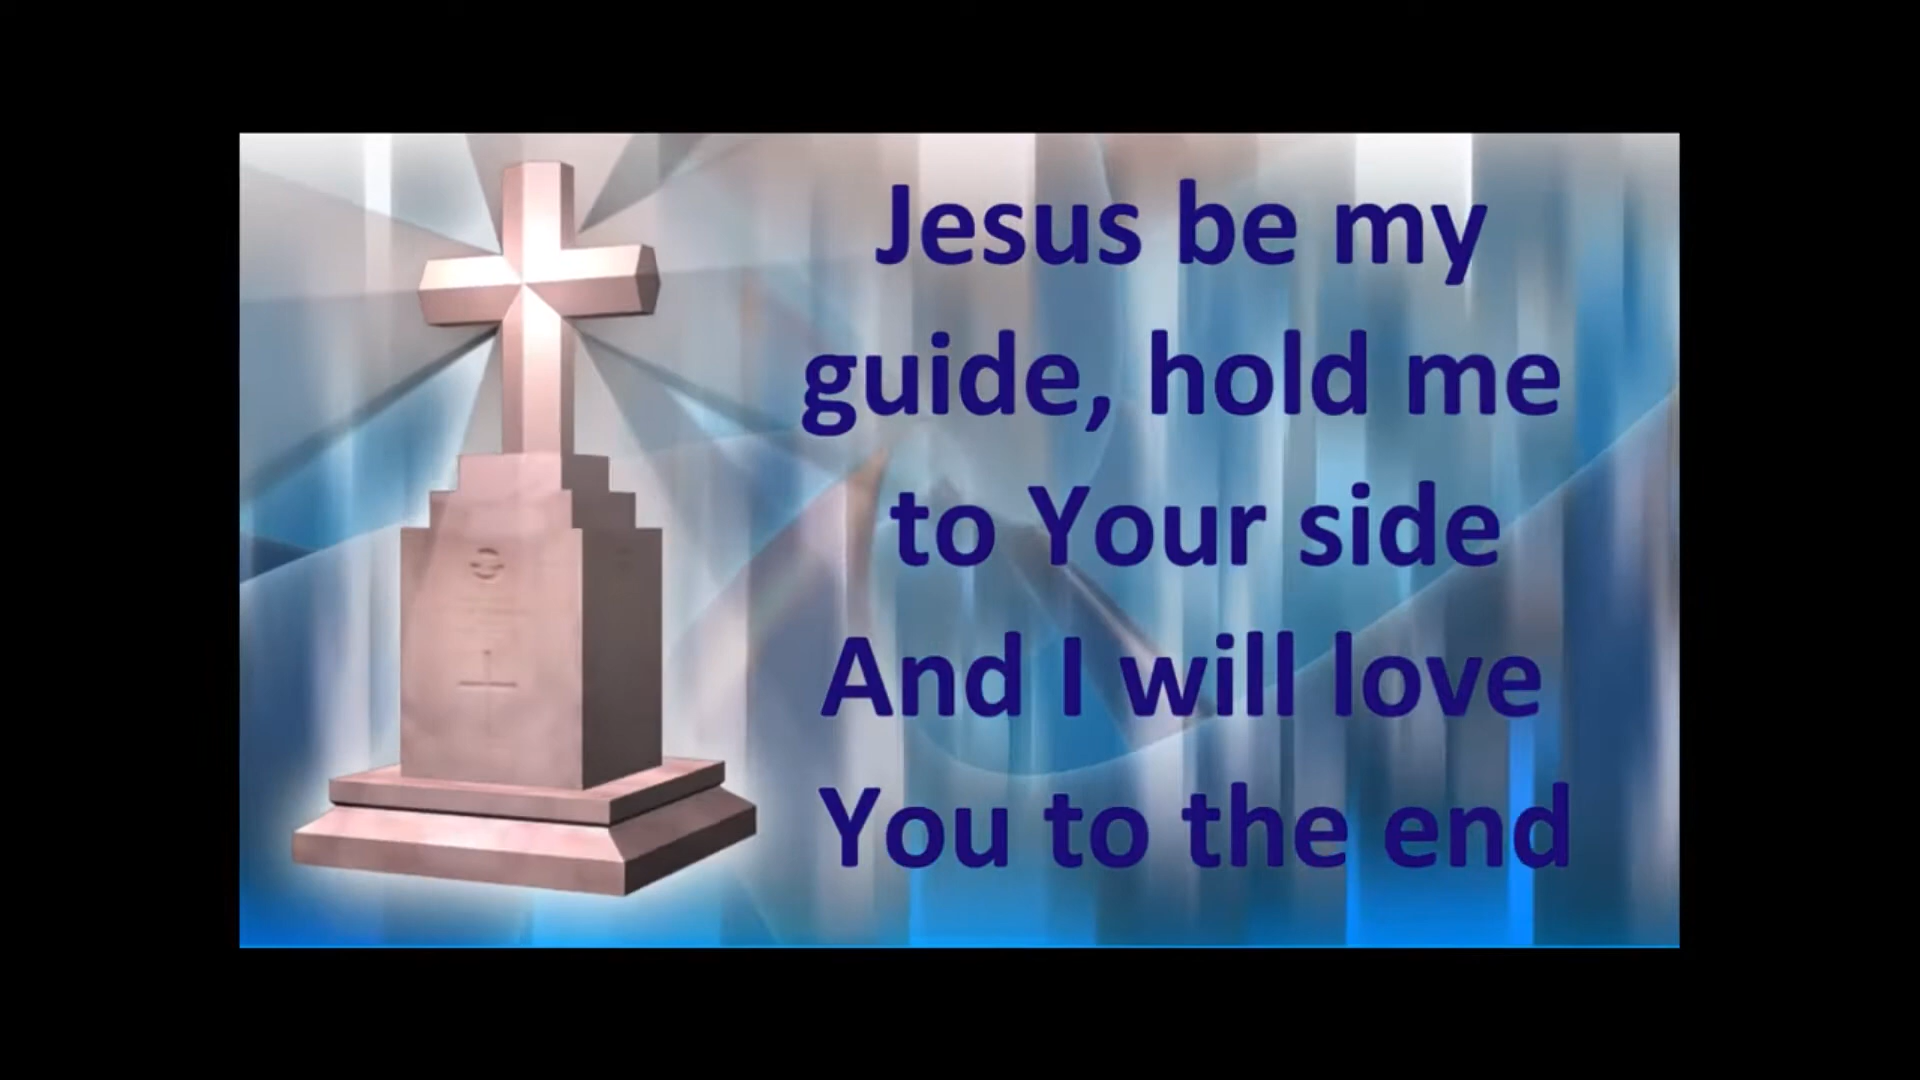 Jesus be my
guide, hold me
to Your side
And I will love
You to the end